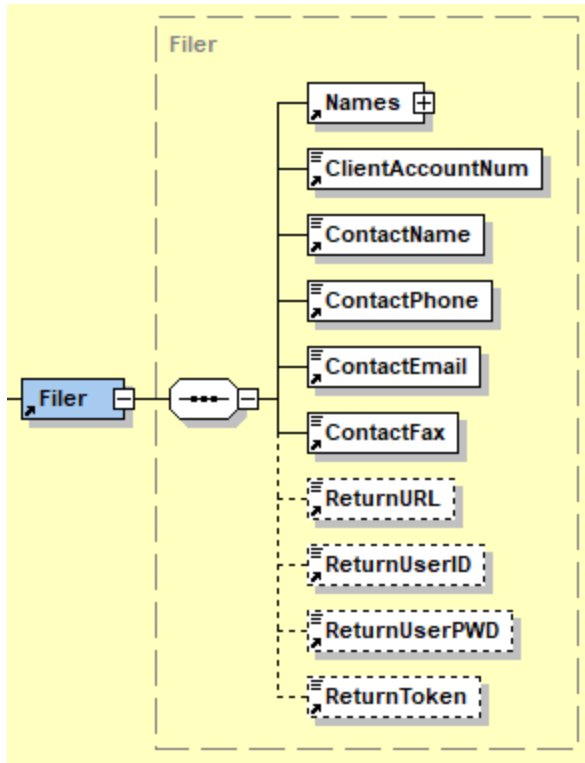 Filer
Names
ClientAccountNum
ContactName
ContactPhone
ContactEmail
Filer
ContactFax
ReturnURL
ReturnUserID
ReturnUserPWD
ReturnToken